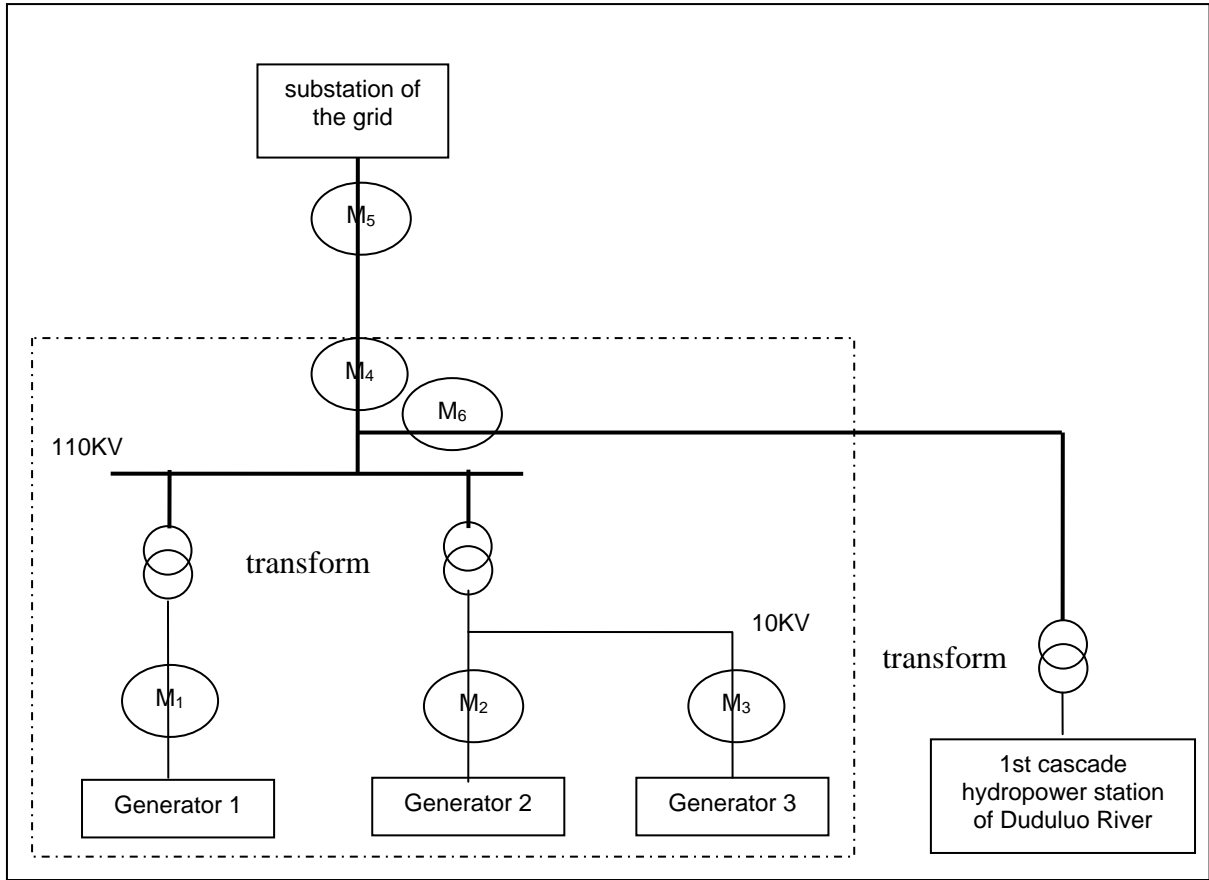 substation of
the grid
M₅
M₄
M₆
110KV
transform
10KV
transform
M₁
M₂
M₃
Generator 1
Generator 2
Generator 3
1st cascade
hydropower station
of Duduluo River